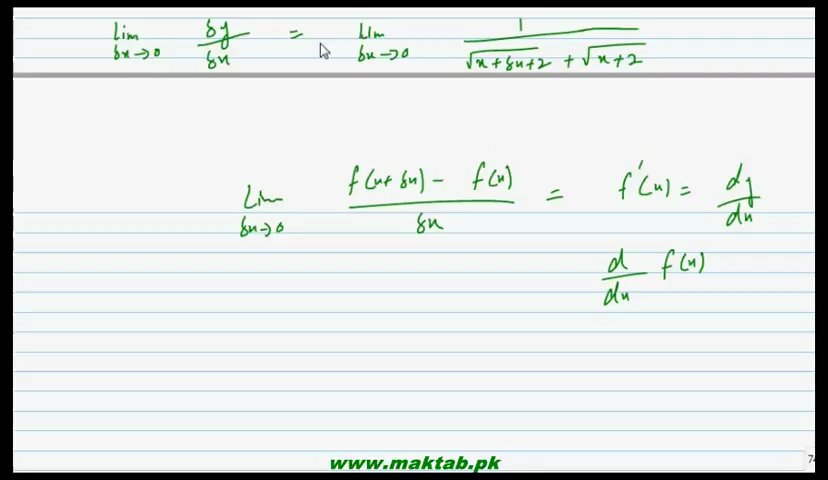 lim δx→0 δy/δx = lim δx→0 1/(√(x+δx+2) + √(x+2))
lim δx→0 (f(x+δx) - f(x))/δx = f'(x) = dy/dx
d/dx f(x)
www.maktab.pk